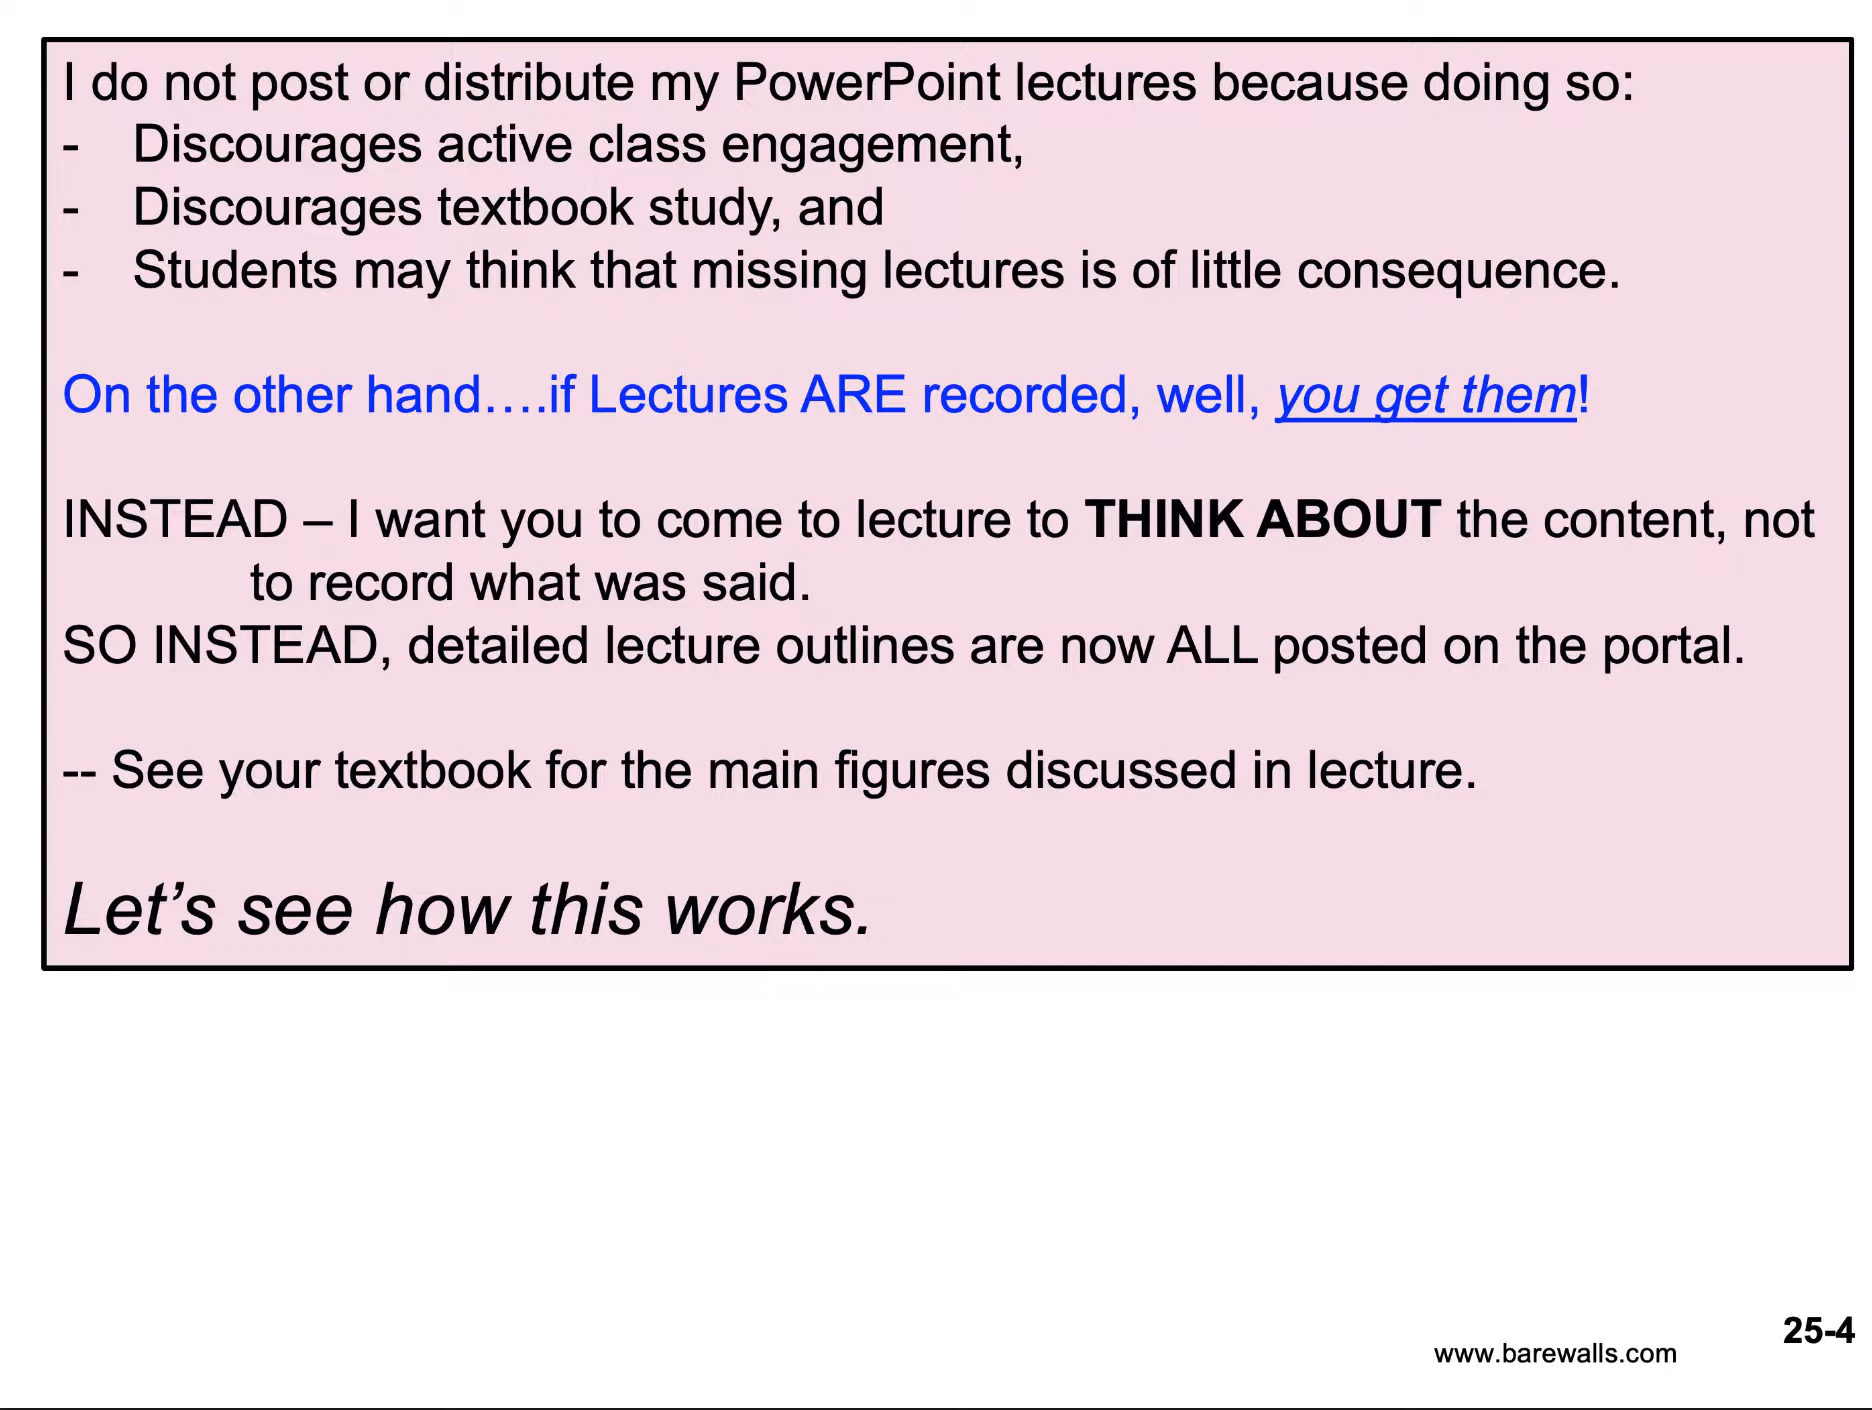 I do not post or distribute my PowerPoint lectures because doing so:
- Discourages active class engagement,
- Discourages textbook study, and
- Students may think that missing lectures is of little consequence.
On the other hand….if Lectures ARE recorded, well, you get them!
INSTEAD – I want you to come to lecture to THINK ABOUT the content, not
to record what was said.
SO INSTEAD, detailed lecture outlines are now ALL posted on the portal.
-- See your textbook for the main figures discussed in lecture.
Let’s see how this works.
25-4
www.barewalls.com